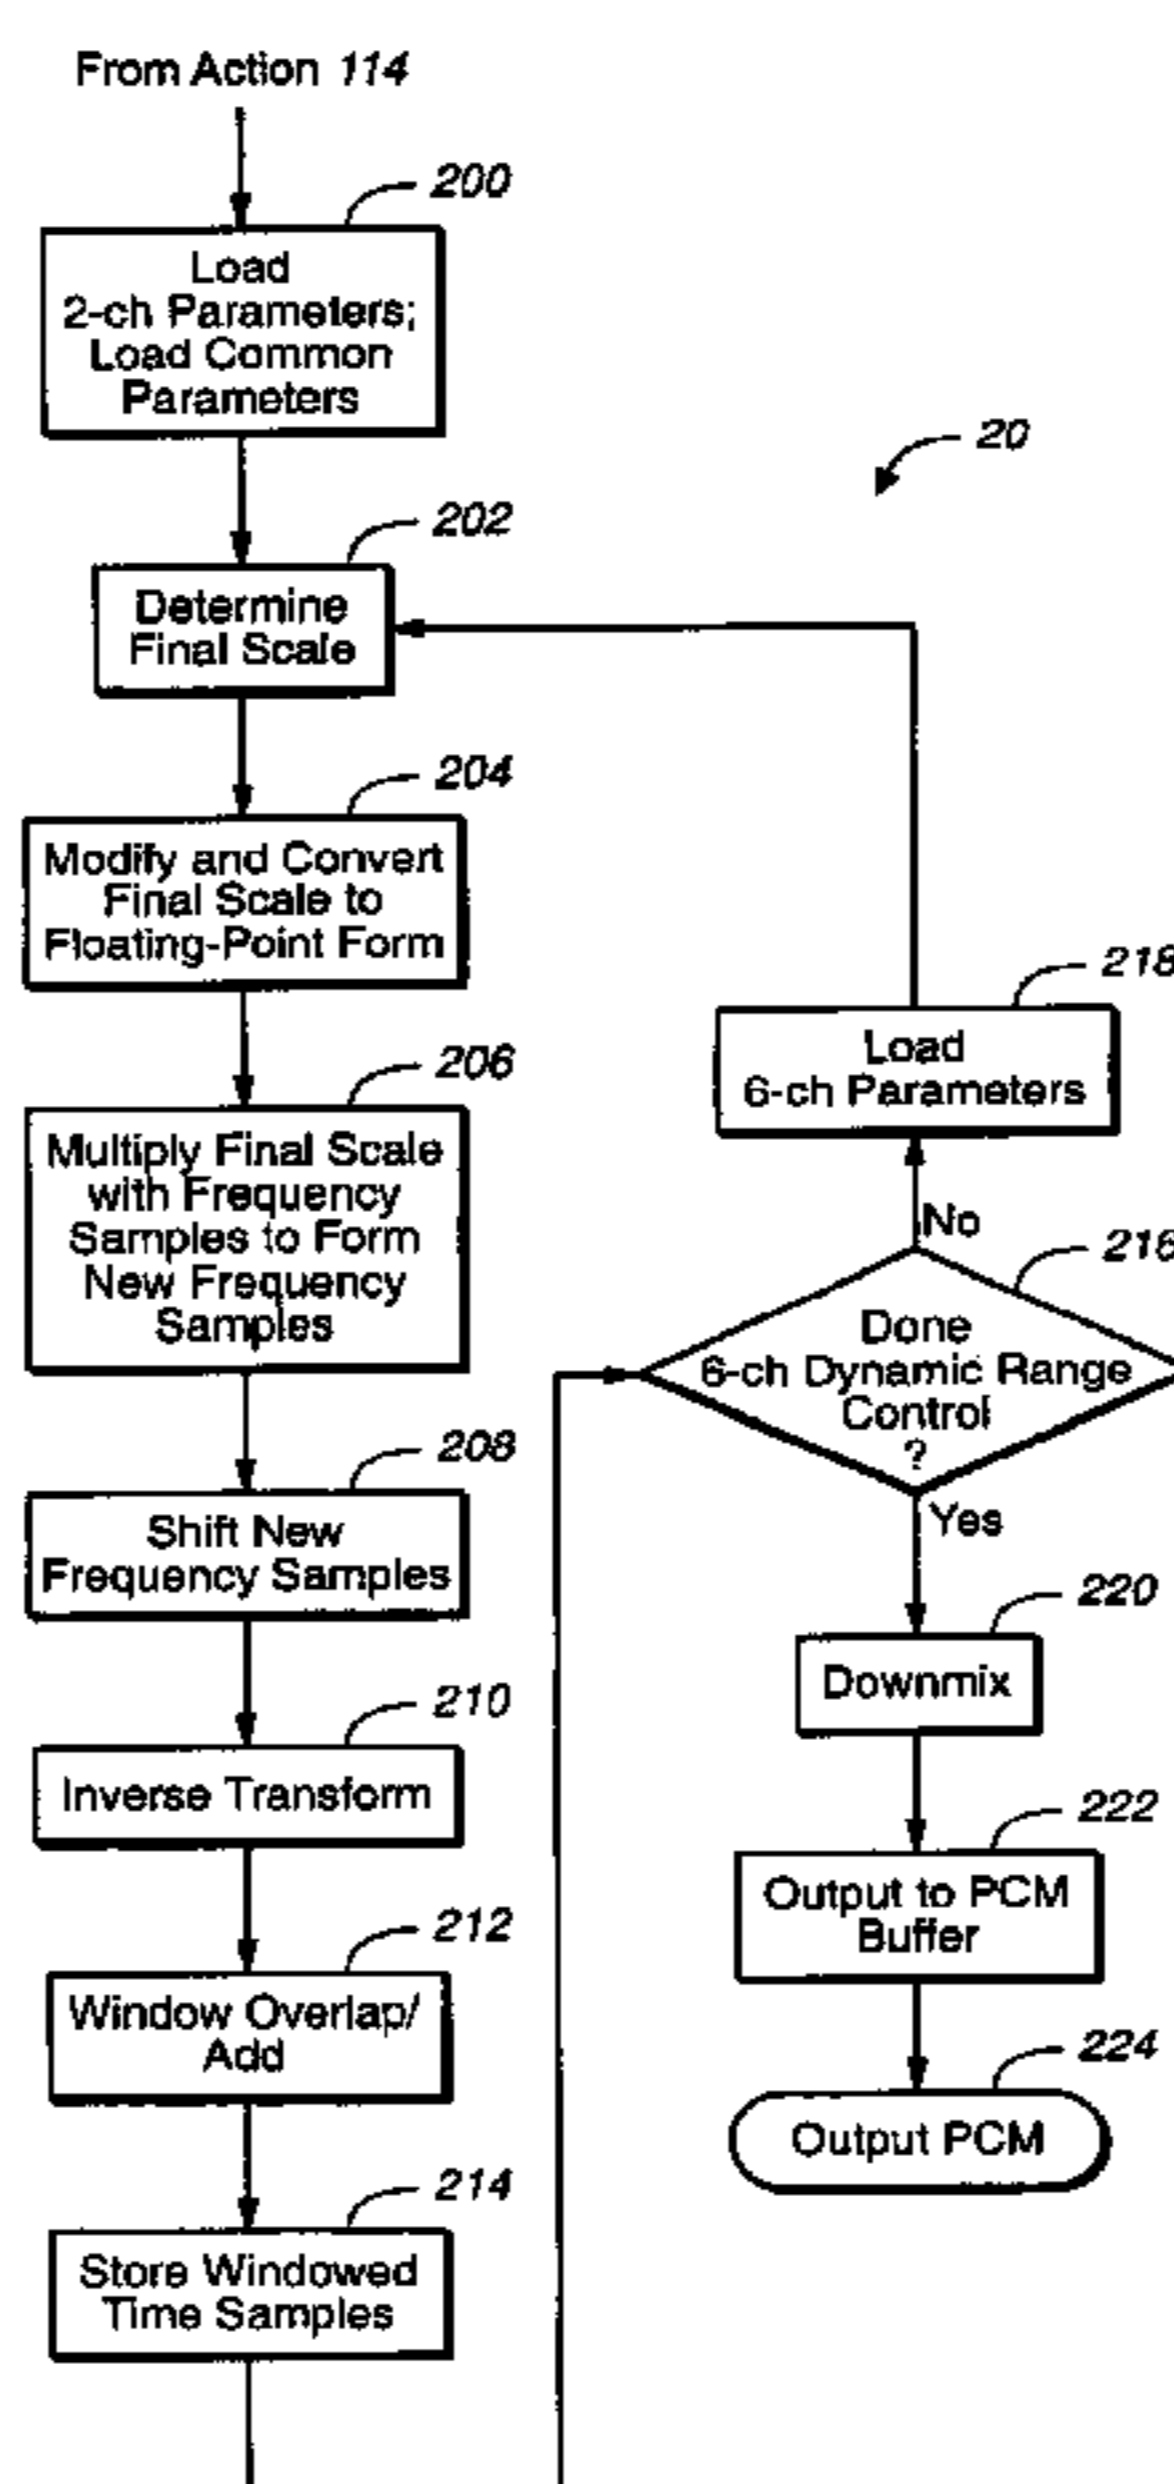 From Action 114
200
Load
2-ch Parameters;
Load Common
Parameters
20
202
Determine
Final Scale
204
Modify and Convert
Final Scale to
Floating-Point Form
218
Load
6-ch Parameters
206
Multiply Final Scale
with Frequency
Samples to Form
New Frequency
Samples
No
216
Done
6-ch Dynamic Range
Control
?
Yes
208
Shift New
Frequency Samples
220
Downmix
210
Inverse Transform
222
Output to PCM
Buffer
212
Window Overlap/
Add
224
Output PCM
214
Store Windowed
Time Samples